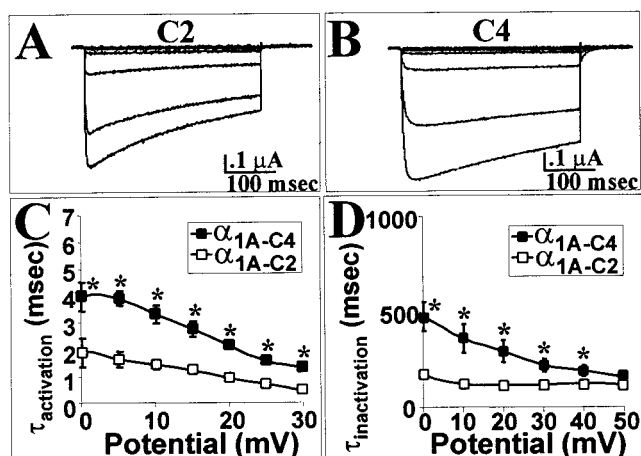 A
C2
.1 µA
100 msec
B
C4
.1 µA
100 msec
C
τactivation (msec)
7
6
5
4
3
2
1
0
α1A-C4
α1A-C2
* * * * * * *
0 5 10 15 20 25 30
Potential (mV)
D
τinactivation (msec)
1000
500
0
α1A-C4
α1A-C2
* * * * *
0 10 20 30 40 50
Potential (mV)